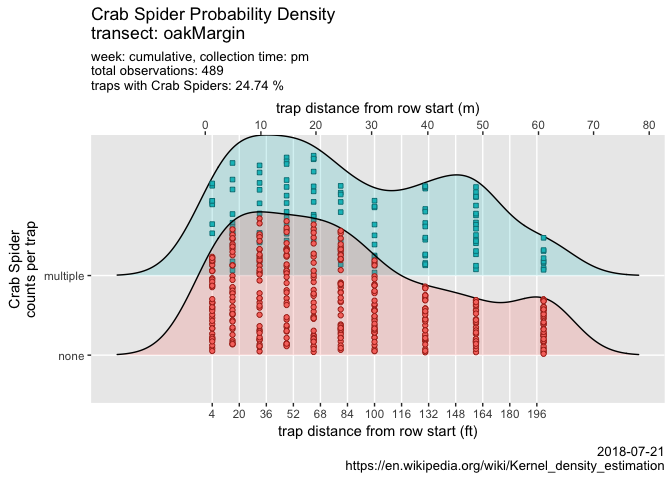 Crab Spider Probability Density
transect: oakMargin
week: cumulative, collection time: pm
total observations: 489
traps with Crab Spiders: 24.74 %
trap distance from row start (m)
0 10 20 30 40 50 60 70 80
Crab Spider
counts per trap
multiple
none
4 20 36 52 68 84 100 116 132 148 164 180 196
trap distance from row start (ft)
2018-07-21
https://en.wikipedia.org/wiki/Kernel_density_estimation